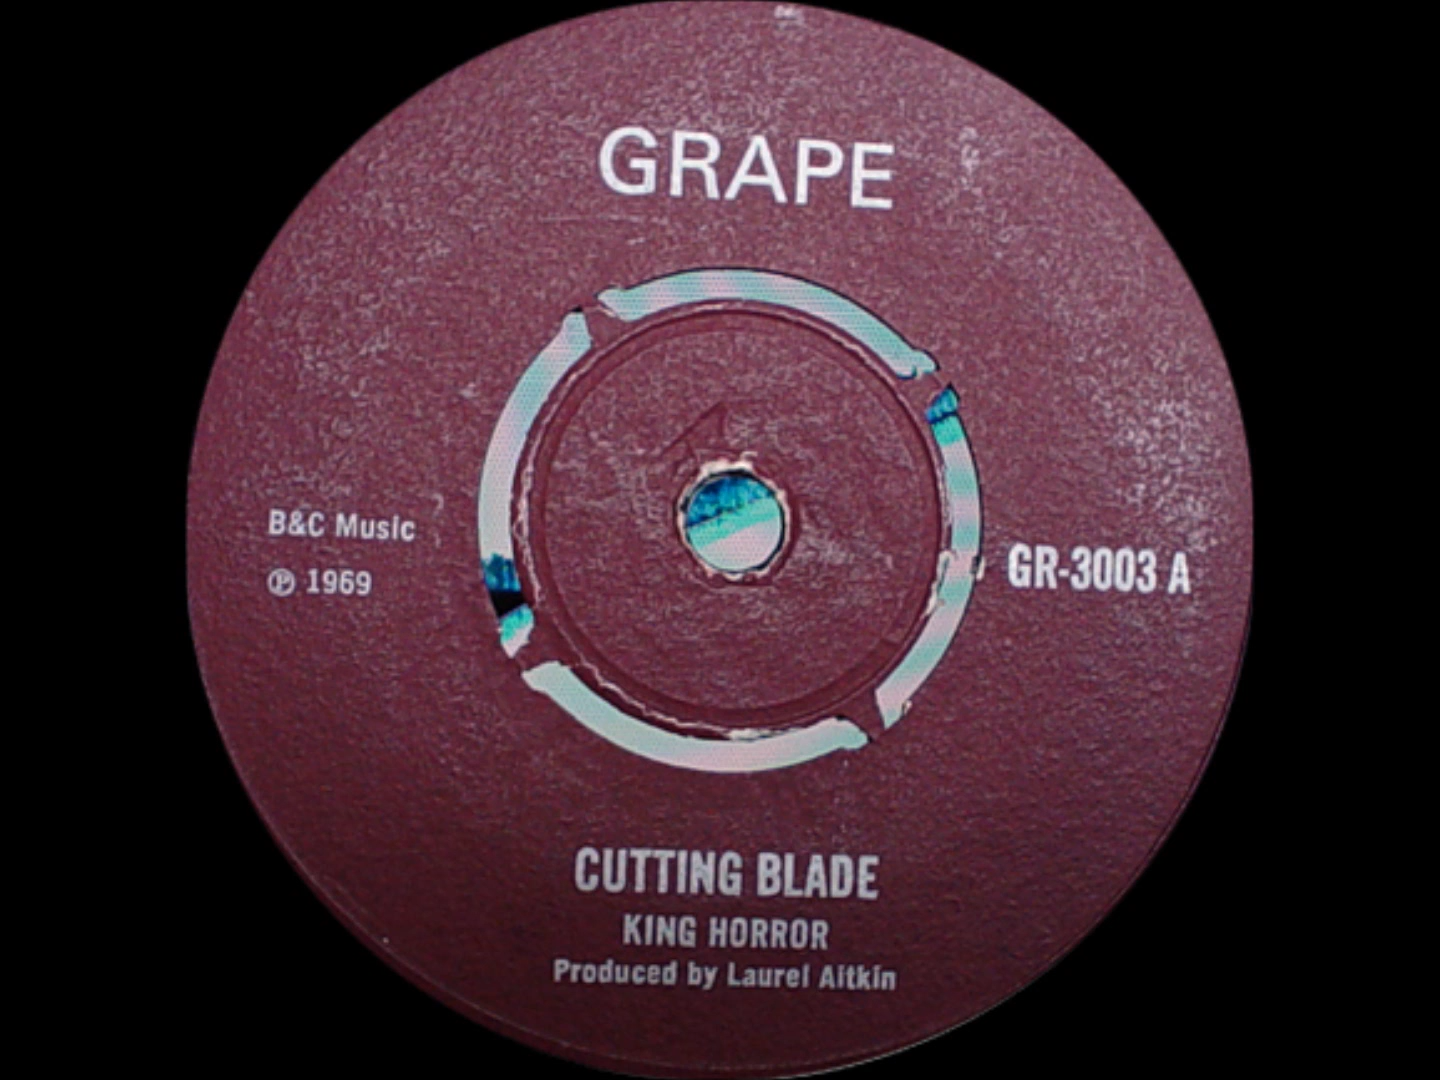 GRAPE
B&C Music
℗ 1969
GR-3003 A
CUTTING BLADE
KING HORROR
Produced by Laurel Aitkin